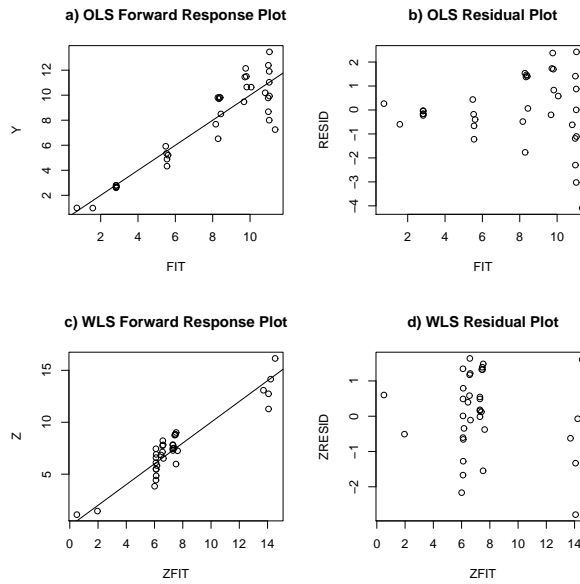 a) OLS Forward Response Plot
Y
2 4 6 8 10 12
2 4 6 8 10
FIT
b) OLS Residual Plot
RESID
-4 -3 -2 -1 0 1 2
2 4 6 8 10
FIT
c) WLS Forward Response Plot
Z
5 10 15
0 2 4 6 8 10 12 14
ZFIT
d) WLS Residual Plot
ZRESID
-2 -1 0 1
0 2 4 6 8 10 12 14
ZFIT